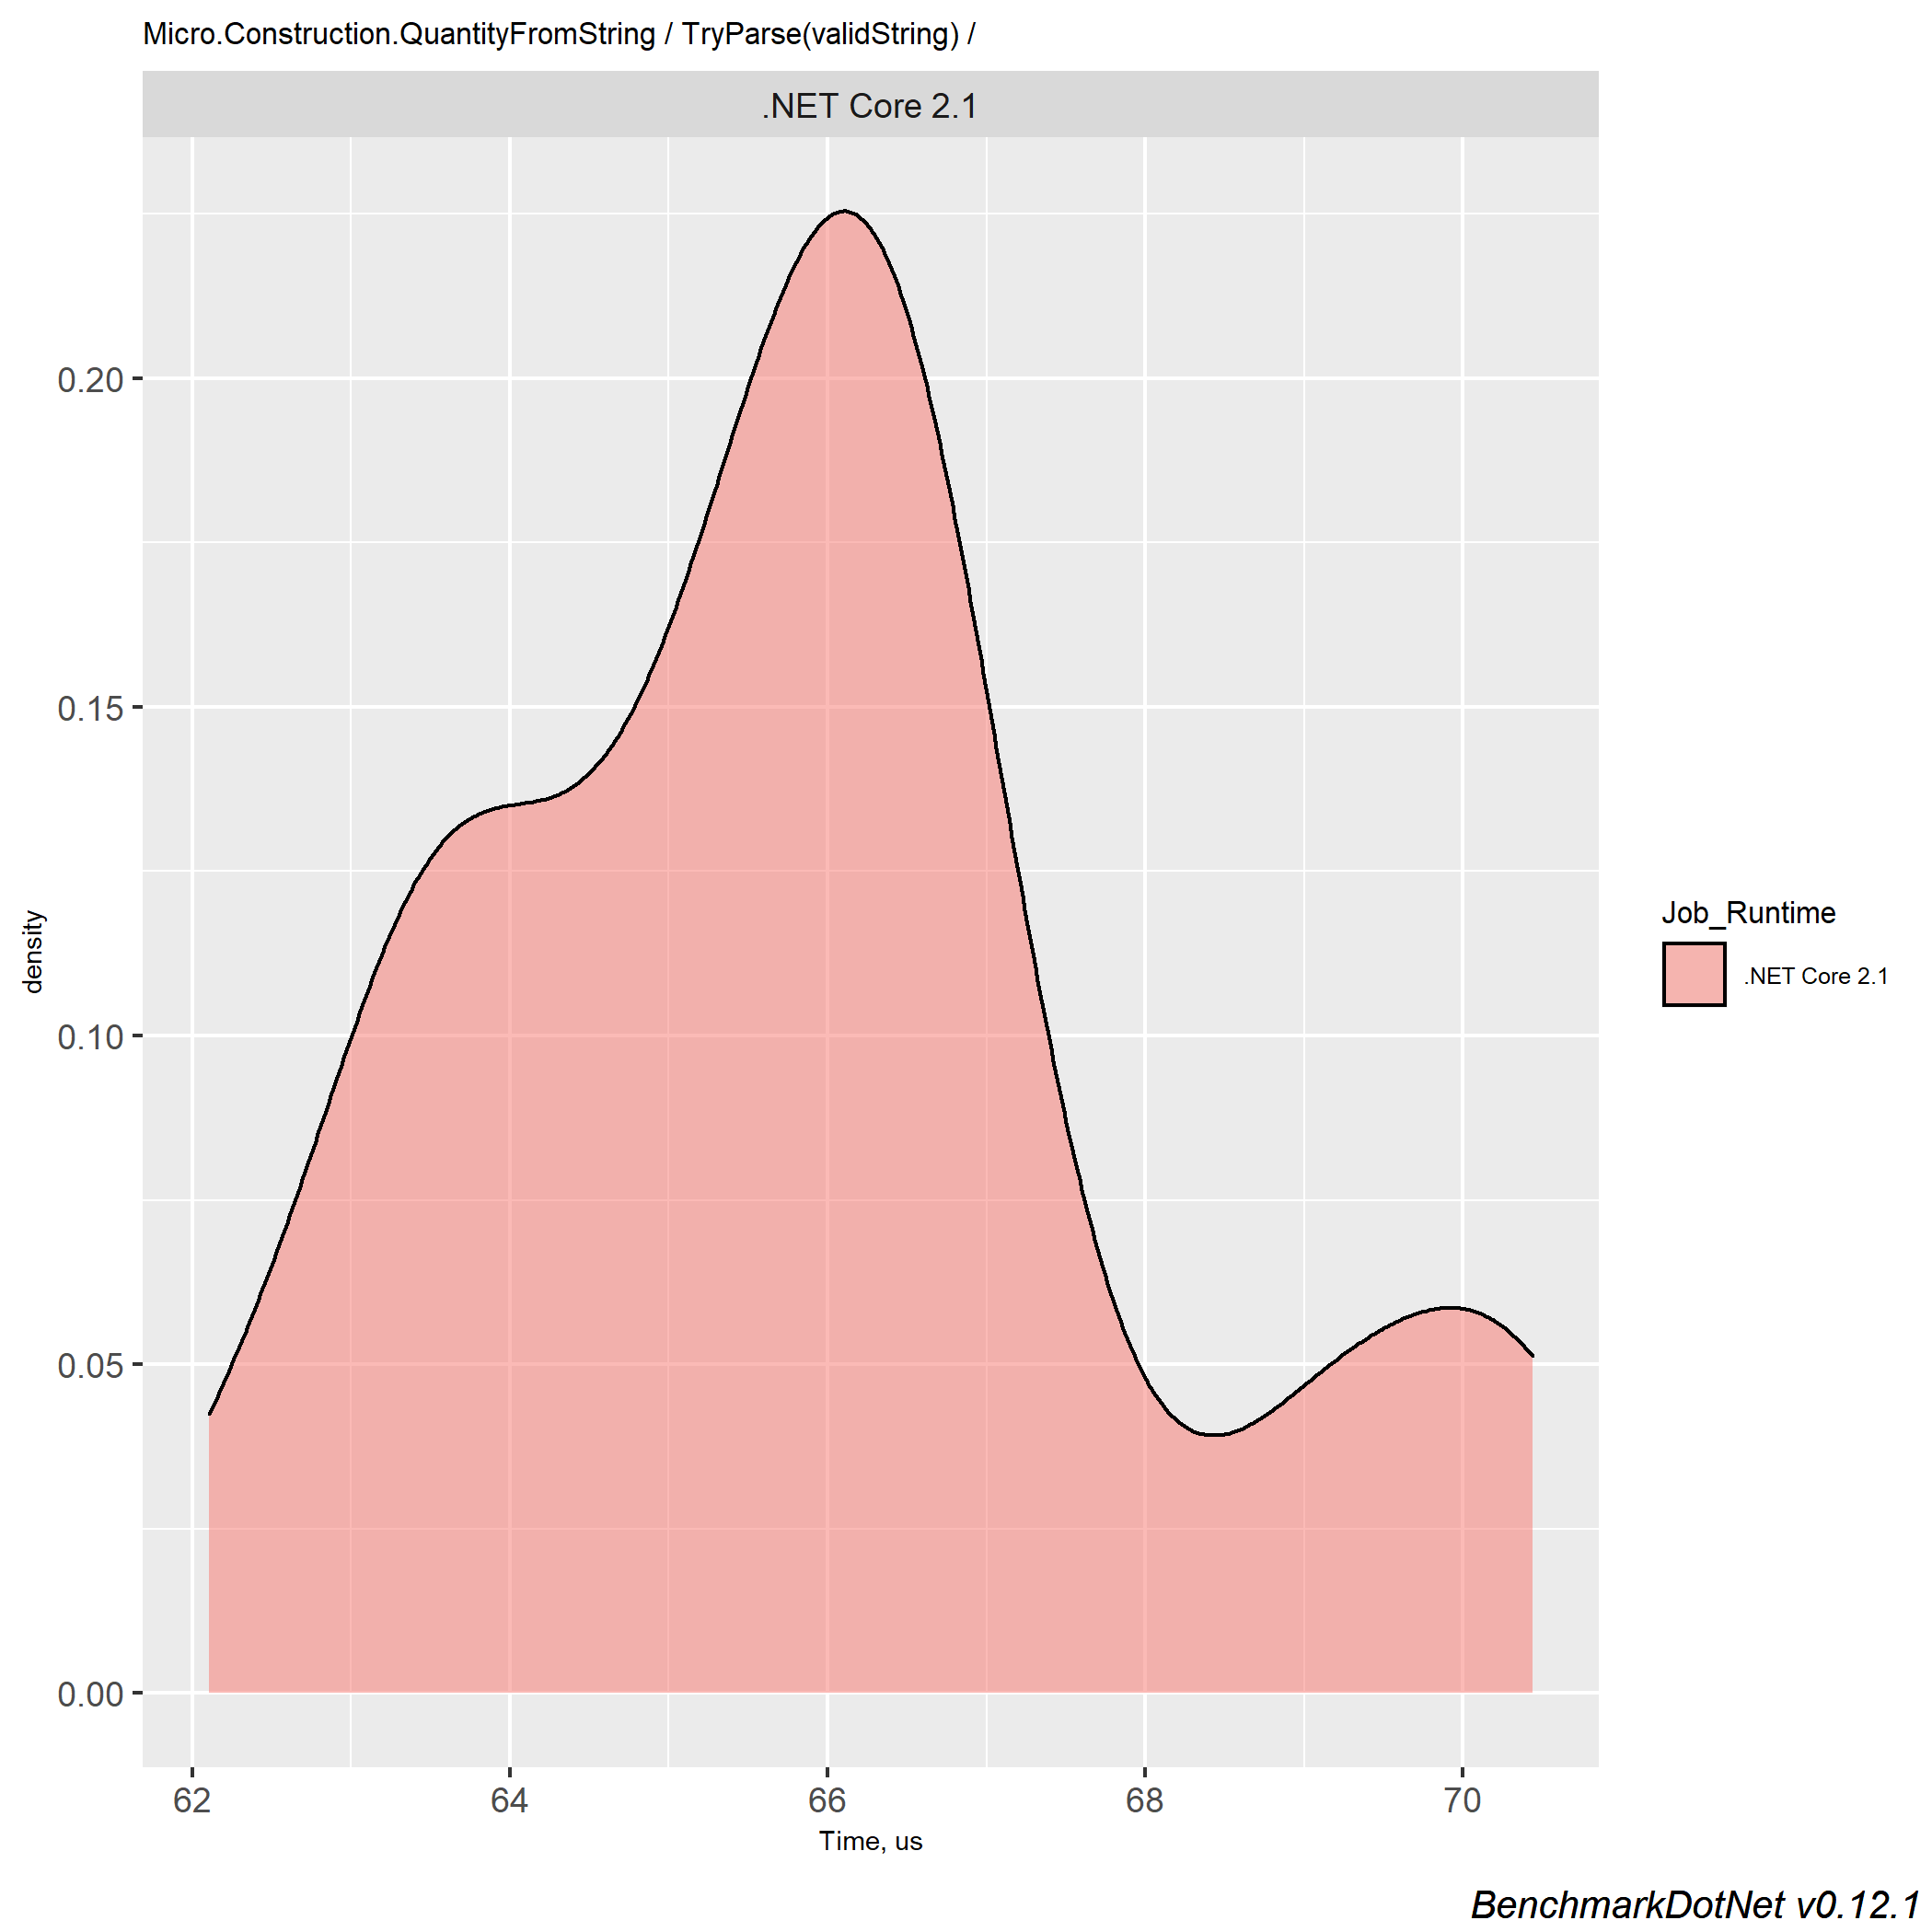 Micro.Construction.QuantityFromString / TryParse(validString) /
.NET Core 2.1
0.20
0.15
0.10
0.05
0.00
density
62 64 66 68 70
Time, us
Job_Runtime
.NET Core 2.1
BenchmarkDotNet v0.12.1